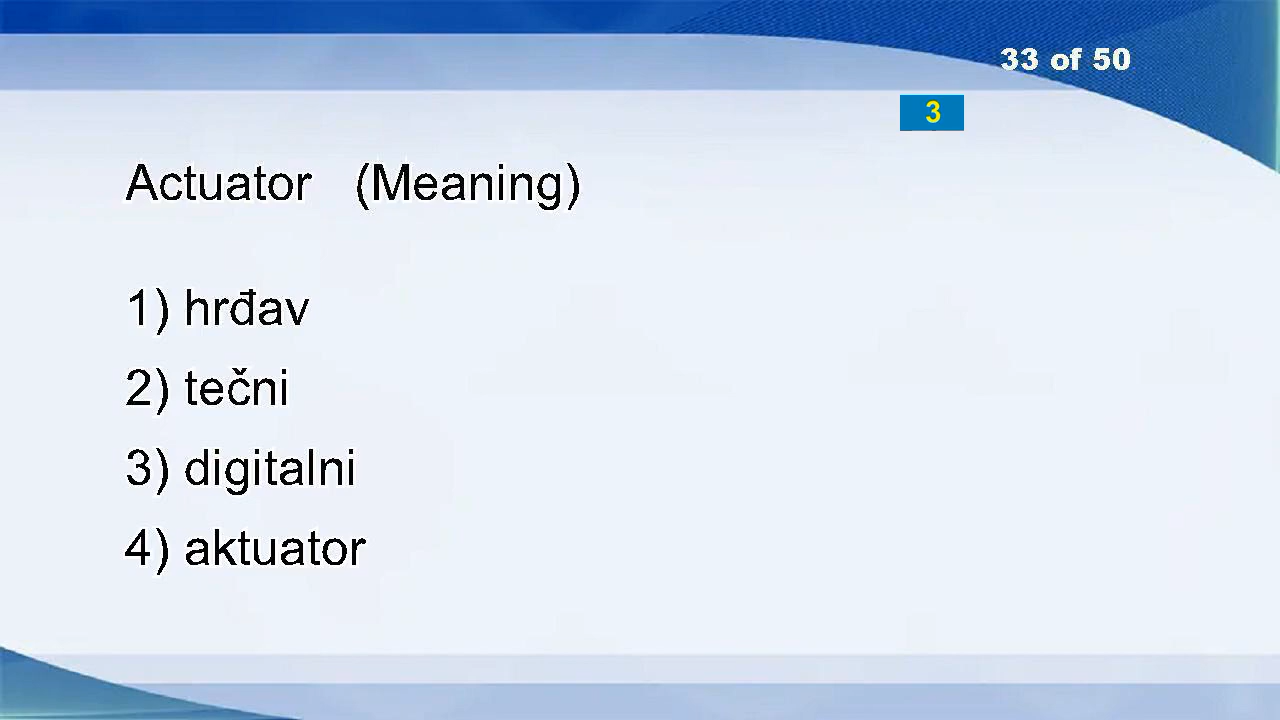 33 of 50
3
Actuator (Meaning)
1) hrđav
2) tečni
3) digitalni
4) aktuator